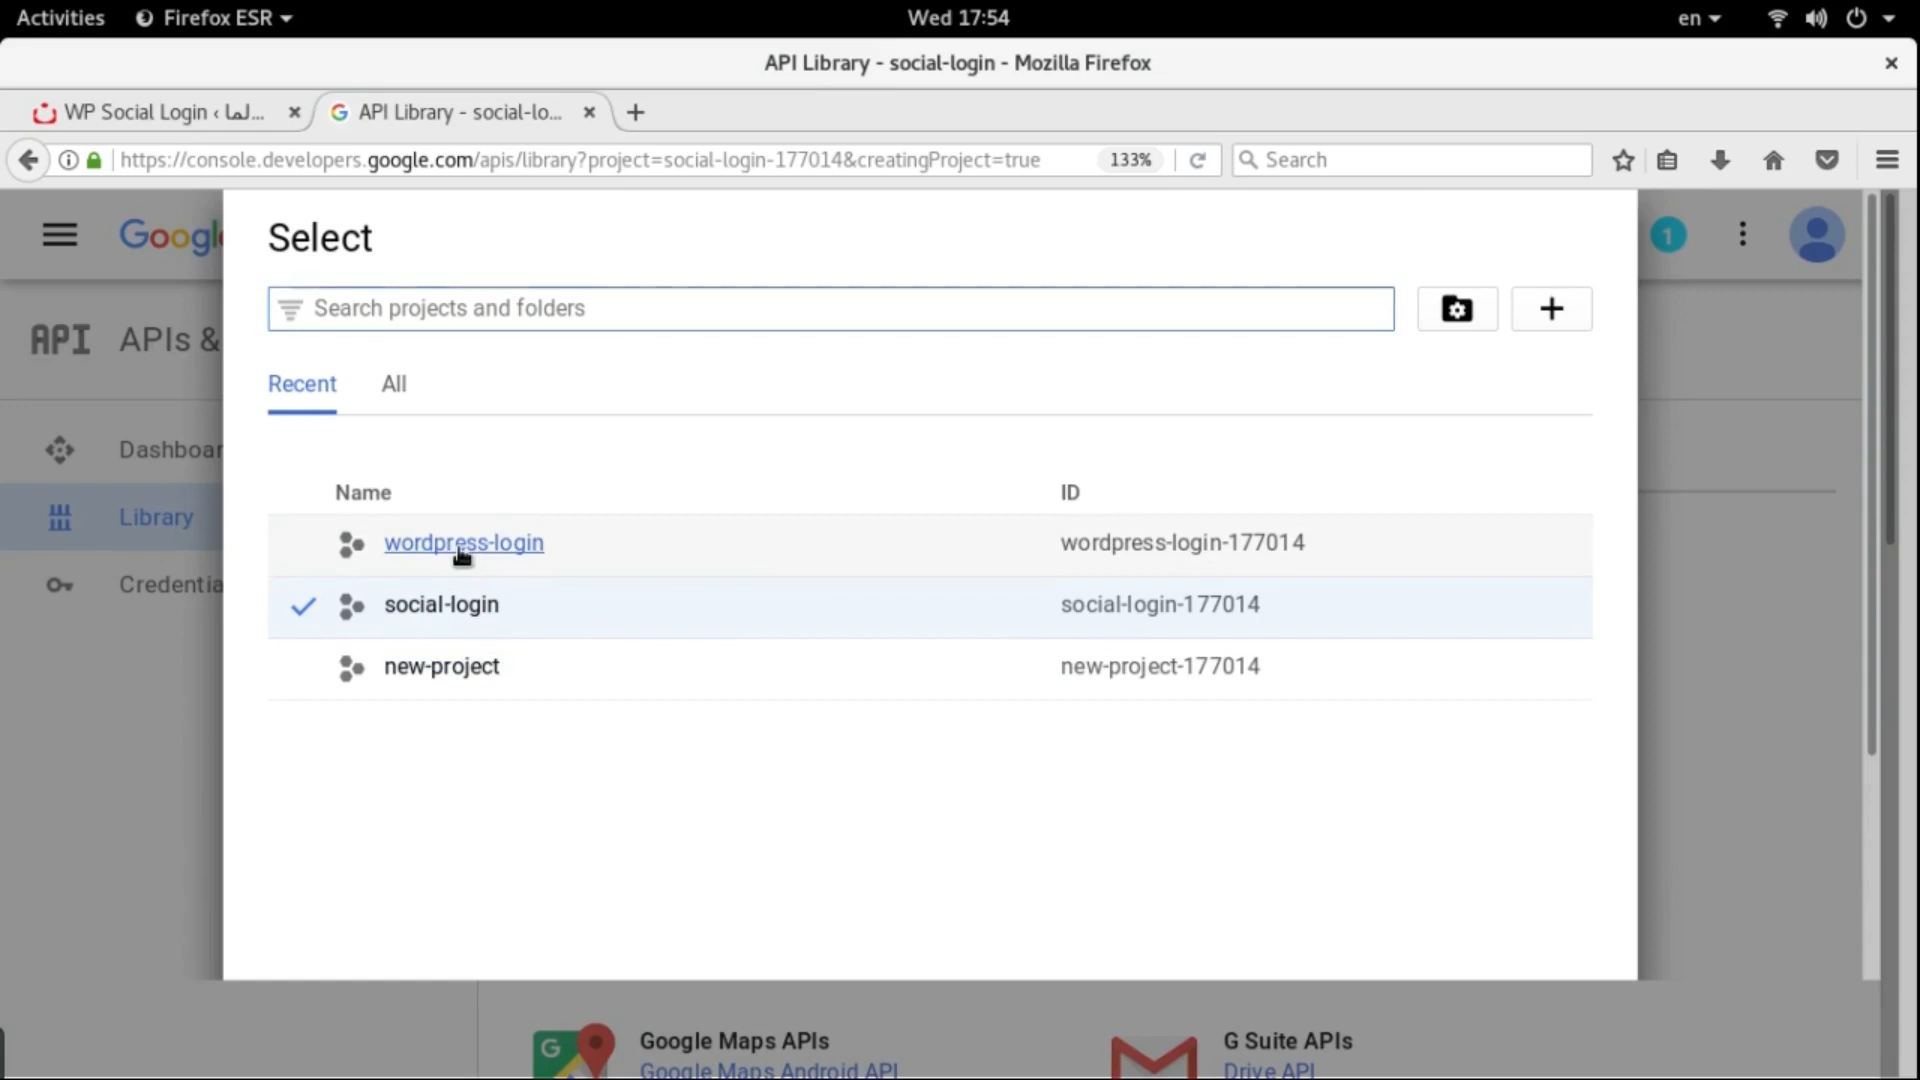 Activities Firefox ESR Wed 17:54 en
API Library - social-login - Mozilla Firefox
WP Social Login ‹ لما... API Library - social-lo...
https://console.developers.google.com/apis/library?project=social-login-177014&creatingProject=true 133% Search
Googl 1
Select
Search projects and folders
API APIs &
Recent All
Dashboar
Library
Credentia
Name ID
wordpress-login wordpress-login-177014
social-login social-login-177014
new-project new-project-177014
Google Maps APIs G Suite APIs
Google Maps Android API Drive API